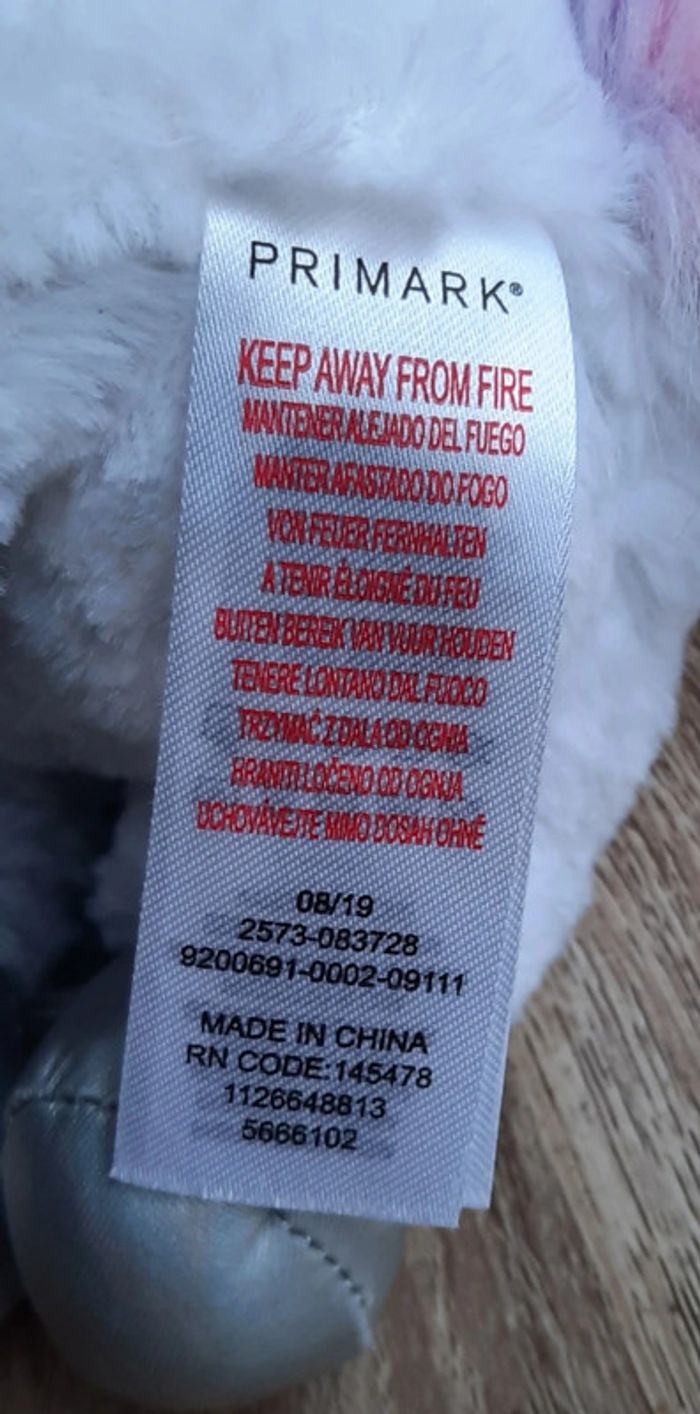 PRIMARK®
KEEP AWAY FROM FIRE
MANTENER ALEJADO DEL FUEGO
MANTER AFASTADO DO FOGO
VON FEUER FERNHALTEN
A TENIR ÉLOIGNÉ DU FEU
BUITEN BEREIK VAN VUUR HOUDEN
TENERE LONTANO DAL FUOCO
TRZYMAĆ Z DALA OD OGNIA
HRANITI LOČENO OD OGNJA
UCHOVÁVEJTE MIMO DOSAH OHNĚ
08/19
2573-083728
9200691-0002-09111
MADE IN CHINA
RN CODE:145478
1126648813
5666102